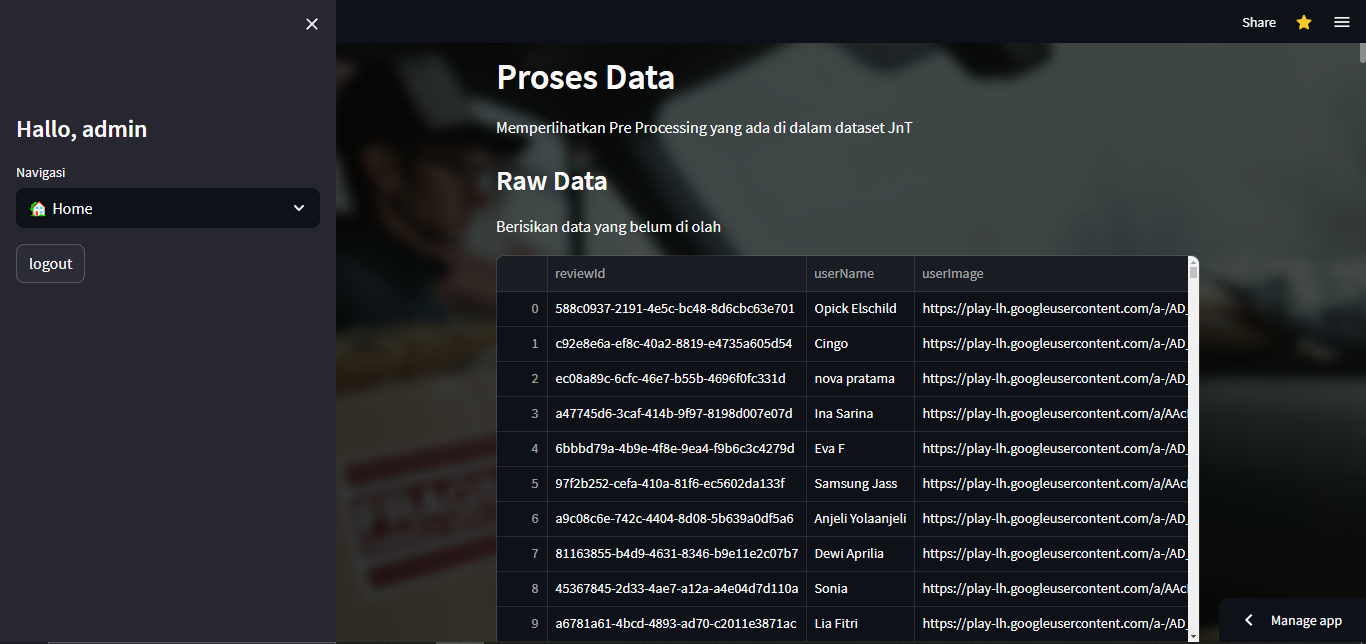 Share
Hallo, admin
Navigasi
Home
logout
Proses Data
Memperlihatkan Pre Processing yang ada di dalam dataset JnT
Raw Data
Berisikan data yang belum di olah
reviewId userName userImage
0 588c0937-2191-4e5c-bc48-8d6cbc63e701 Opick Elschild https://play-lh.googleusercontent.com/a-/AD_
1 c92e8e6a-ef8c-40a2-8819-e4735a605d54 Cingo https://play-lh.googleusercontent.com/a-/AD_
2 ec08a89c-6cfc-46e7-b55b-4696f0fc331d nova pratama https://play-lh.googleusercontent.com/a-/AD_
3 a47745d6-3caf-414b-9f97-8198d007e07d Ina Sarina https://play-lh.googleusercontent.com/a/AAc
4 6bbbd79a-4b9e-4f8e-9ea4-f9b6c3c4279d Eva F https://play-lh.googleusercontent.com/a-/AD_
5 97f2b252-cefa-410a-81f6-ec5602da133f Samsung Jass https://play-lh.googleusercontent.com/a/AAc
6 a9c08c6e-742c-4404-8d08-5b639a0df5a6 Anjeli Yolaanjeli https://play-lh.googleusercontent.com/a-/AD_
7 81163855-b4d9-4631-8346-b9e11e2c07b7 Dewi Aprilia https://play-lh.googleusercontent.com/a-/AD_
8 45367845-2d33-4ae7-a12a-a4e04d7d110a Sonia https://play-lh.googleusercontent.com/a/AAc
9 a6781a61-4bcd-4893-ad70-c2011e3871ac Lia Fitri https://play-lh.googleusercontent.com/a-/AD_
Manage app